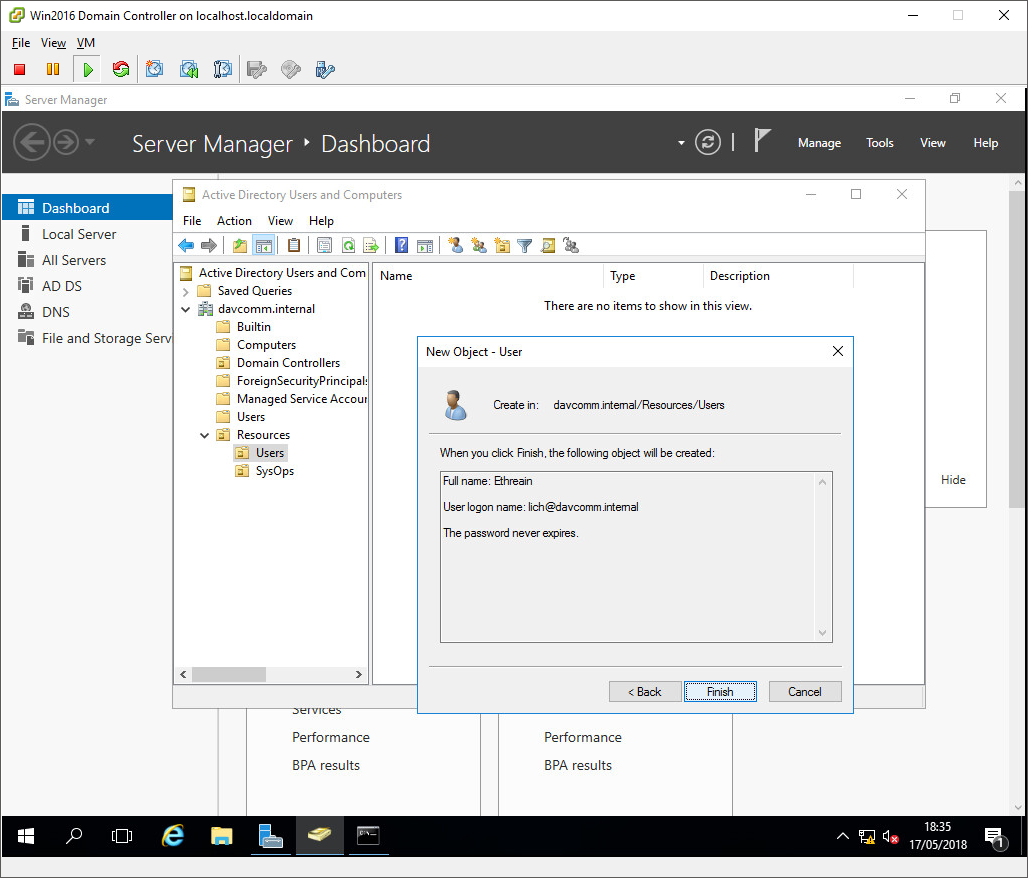 Win2016 Domain Controller on localhost.localdomain
File View VM
Server Manager
Server Manager ‣ Dashboard
Manage Tools View Help
Dashboard
Local Server
All Servers
AD DS
DNS
File and Storage Serv
Active Directory Users and Computers
File Action View Help
Active Directory Users and Com
Saved Queries
davcomm.internal
Builtin
Computers
Domain Controllers
ForeignSecurityPrincipals
Managed Service Accour
Users
Resources
Users
SysOps
Name Type Description
There are no items to show in this view.
New Object - User
Create in: davcomm.internal/Resources/Users
When you click Finish, the following object will be created:
Full name: Ethreain
User logon name: lich@davcomm.internal
The password never expires.
< Back Finish Cancel
Hide
Services
Performance
BPA results
Performance
BPA results
18:35
17/05/2018
1